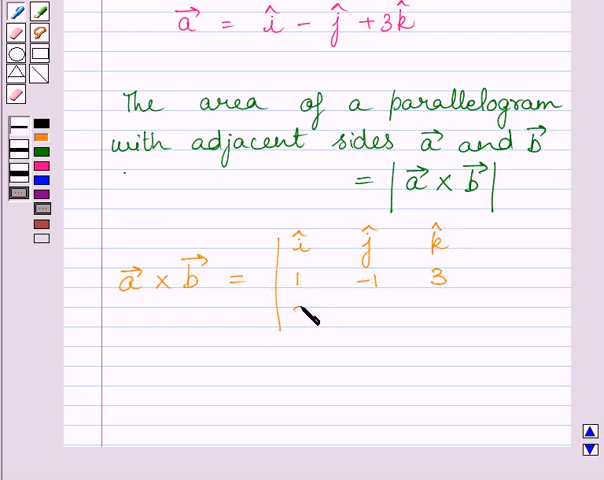 a⃗ = î - ĵ + 3k̂
The area of a parallelogram
with adjacent sides a⃗ and b⃗
= | a⃗ × b⃗ |
î ĵ k̂
a⃗ × b⃗ = | 1 -1 3